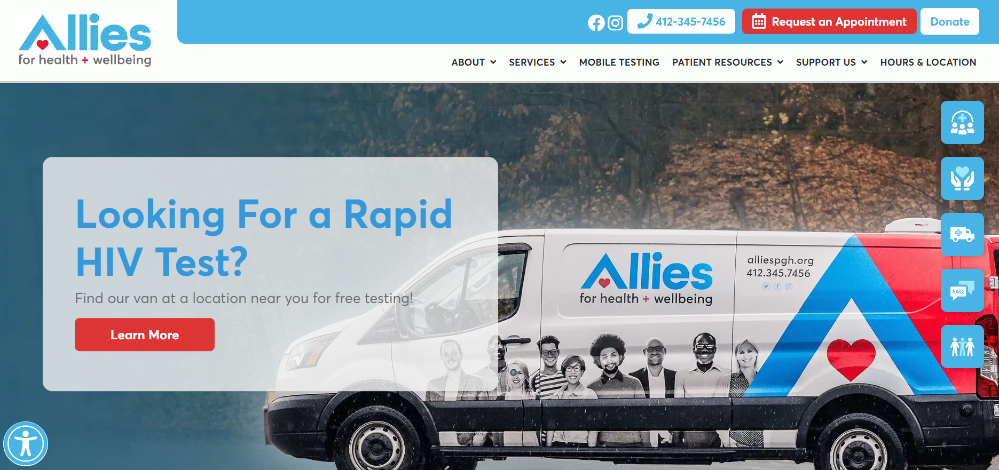 Allies
for health + wellbeing
412-345-7456
Request an Appointment
Donate
ABOUT
SERVICES
MOBILE TESTING
PATIENT RESOURCES
SUPPORT US
HOURS & LOCATION
Looking For a Rapid
HIV Test?
Find our van at a location near you for free testing!
Learn More
Allies
for health + wellbeing
alliespgh.org
412.345.7456
FAQ